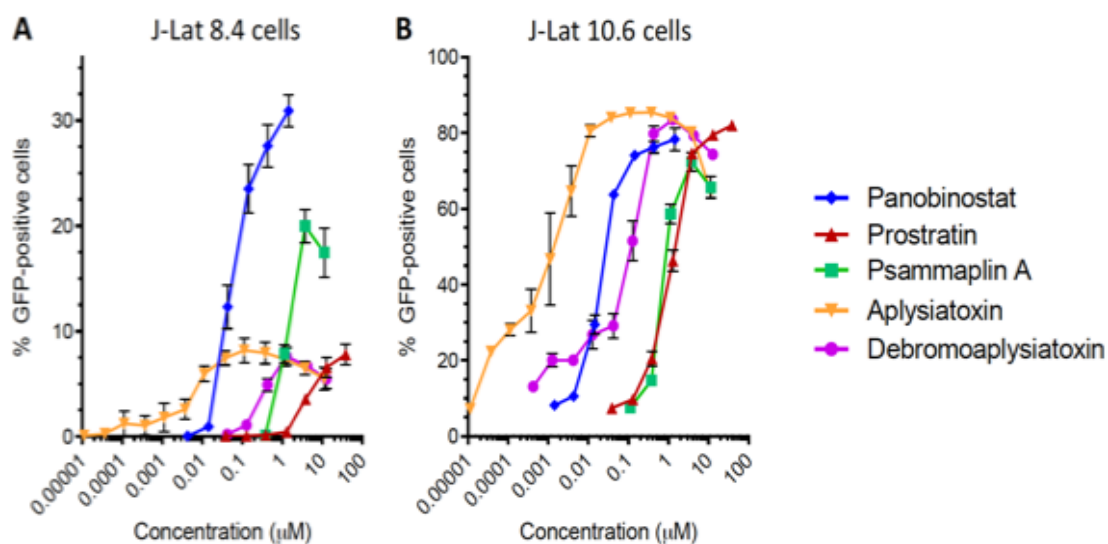 A
J-Lat 8.4 cells
B
J-Lat 10.6 cells
% GFP-positive cells
30
20
10
0
0.00001
0.0001
0.001
0.01
0.1
1
10
100
Concentration (µM)
% GFP-positive cells
100
80
60
40
20
0
0.00001
0.0001
0.001
0.01
0.1
1
10
100
Concentration (µM)
Panobinostat
Prostratin
Psammaplin A
Aplysiatoxin
Debromoaplysiatoxin